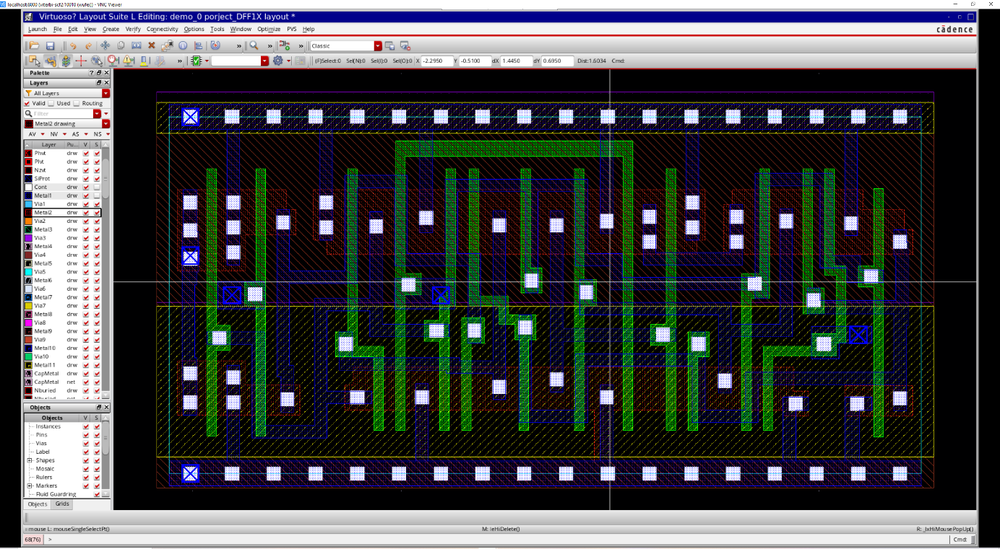 localhost:8000 (viterbi-scf2:10010 (wufei)) - VNC Viewer
Virtuoso? Layout Suite L Editing: demo_0 porject_DFF1X layout *
Launch File Edit View Create Verify Connectivity Options Tools Window Optimize PVS Help
cādence
» » » Classic
» (F)Select:0 Sel(N):0 Sel(I):0 Sel(O):0 X -2.2950 Y -0.5100 dX 1.4450 dY 0.6950 Dist:1.6034 Cmd:
Palette
Layers
All Layers
Valid Used Routing
Filter
Metal2 drawing
AV NV AS NS
Layer Pu... V S
Phvt drw
Plvt drw
Nzvt drw
SiProt drw
Cont drw
Metal1 drw
Via1 drw
Metal2 drw
Via2 drw
Metal3 drw
Via3 drw
Metal4 drw
Via4 drw
Metal5 drw
Via5 drw
Metal6 drw
Via6 drw
Metal7 drw
Via7 drw
Metal8 drw
Via8 drw
Metal9 drw
Via9 drw
Metal10 drw
Via10 drw
Metal11 drw
CapMetal drw
CapMetal net
Nburied drw
Nburied net
Objects
Objects V S
Instances
Pins
Vias
Label
Shapes
Mosaic
Rulers
Markers
Fluid Guardring
Objects Grids
mouse L: mouseSingleSelectPt() M: leHiDelete() R: _lxHiMousePopUp()
68(76) > Cmd: